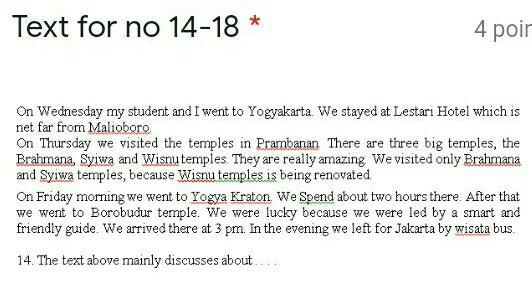 Text for no 14-18 *
4 poin
On Wednesday my student and I went to Yogyakarta. We stayed at Lestari Hotel which is
net far from Malioboro
On Thursday we visited the temples in Prambanan. There are three big temples, the
Brahmana, Syiwa and Wisnu temples. They are really amazing. We visited only Brahmana
and Syiwa temples, because Wisnu temples is being renovated.
On Friday morning we went to Yogya Kraton. We Spend about two hours there. After that
we went to Borobudur temple. We were lucky because we were led by a smart and
friendly guide. We arrived there at 3 pm. In the evening we left for Jakarta by wisata bus.
14. The text above mainly discusses about . . . .